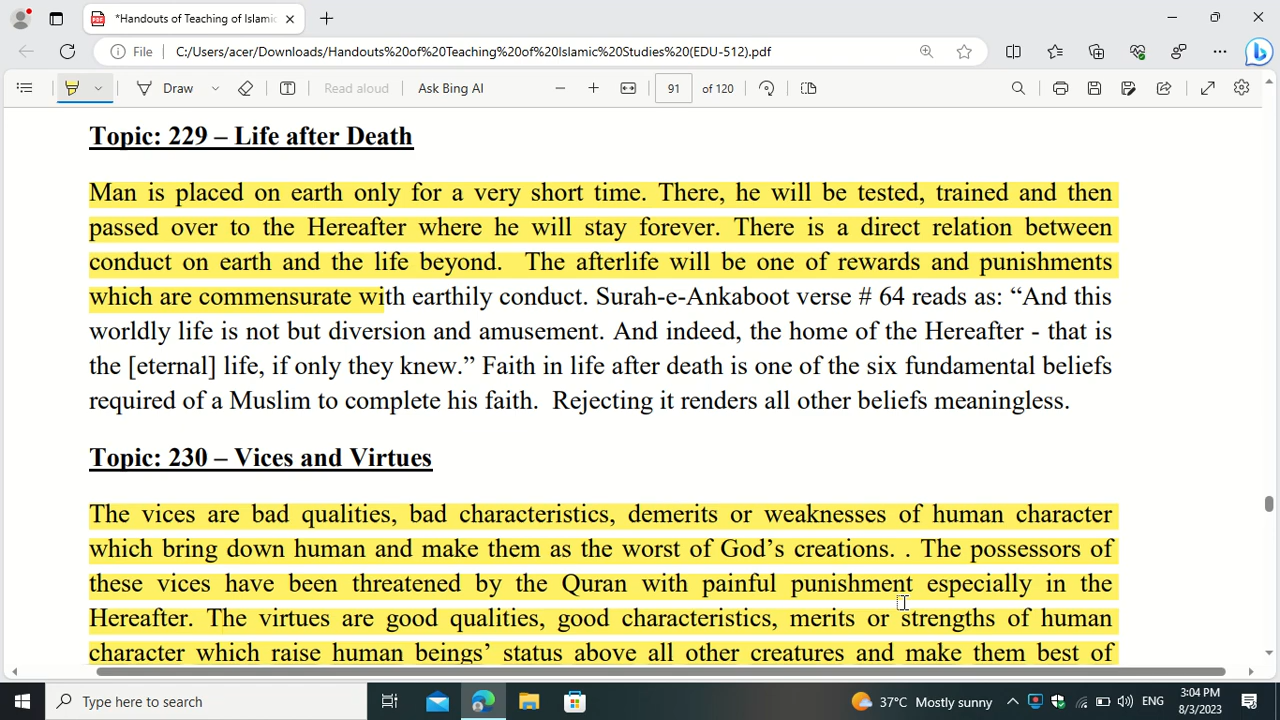 *Handouts of Teaching of Islamic
File
C:/Users/acer/Downloads/Handouts%20of%20Teaching%20of%20Islamic%20Studies%20(EDU-512).pdf
Draw
Read aloud
Ask Bing AI
91
of 120
Topic: 229 – Life after Death
Man is placed on earth only for a very short time. There, he will be tested, trained and then
passed over to the Hereafter where he will stay forever. There is a direct relation between
conduct on earth and the life beyond. The afterlife will be one of rewards and punishments
which are commensurate with earthily conduct. Surah-e-Ankaboot verse # 64 reads as: “And this
worldly life is not but diversion and amusement. And indeed, the home of the Hereafter - that is
the [eternal] life, if only they knew.” Faith in life after death is one of the six fundamental beliefs
required of a Muslim to complete his faith. Rejecting it renders all other beliefs meaningless.
Topic: 230 – Vices and Virtues
The vices are bad qualities, bad characteristics, demerits or weaknesses of human character
which bring down human and make them as the worst of God’s creations. . The possessors of
these vices have been threatened by the Quran with painful punishment especially in the
Hereafter. The virtues are good qualities, good characteristics, merits or strengths of human
character which raise human beings’ status above all other creatures and make them best of
Type here to search
37°C Mostly sunny
ENG
3:04 PM
8/3/2023